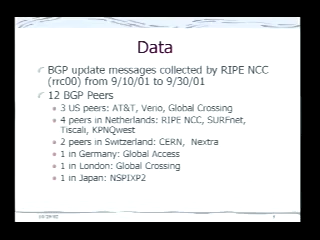 Data
BGP update messages collected by RIPE NCC
(rrc00) from 9/10/01 to 9/30/01
12 BGP Peers
3 US peers: AT&T, Verio, Global Crossing
4 peers in Netherlands: RIPE NCC, SURFnet,
Tiscali, KPNQwest
2 peers in Switzerland: CERN, Nextra
1 in Germany: Global Access
1 in London: Global Crossing
1 in Japan: NSPIXP2